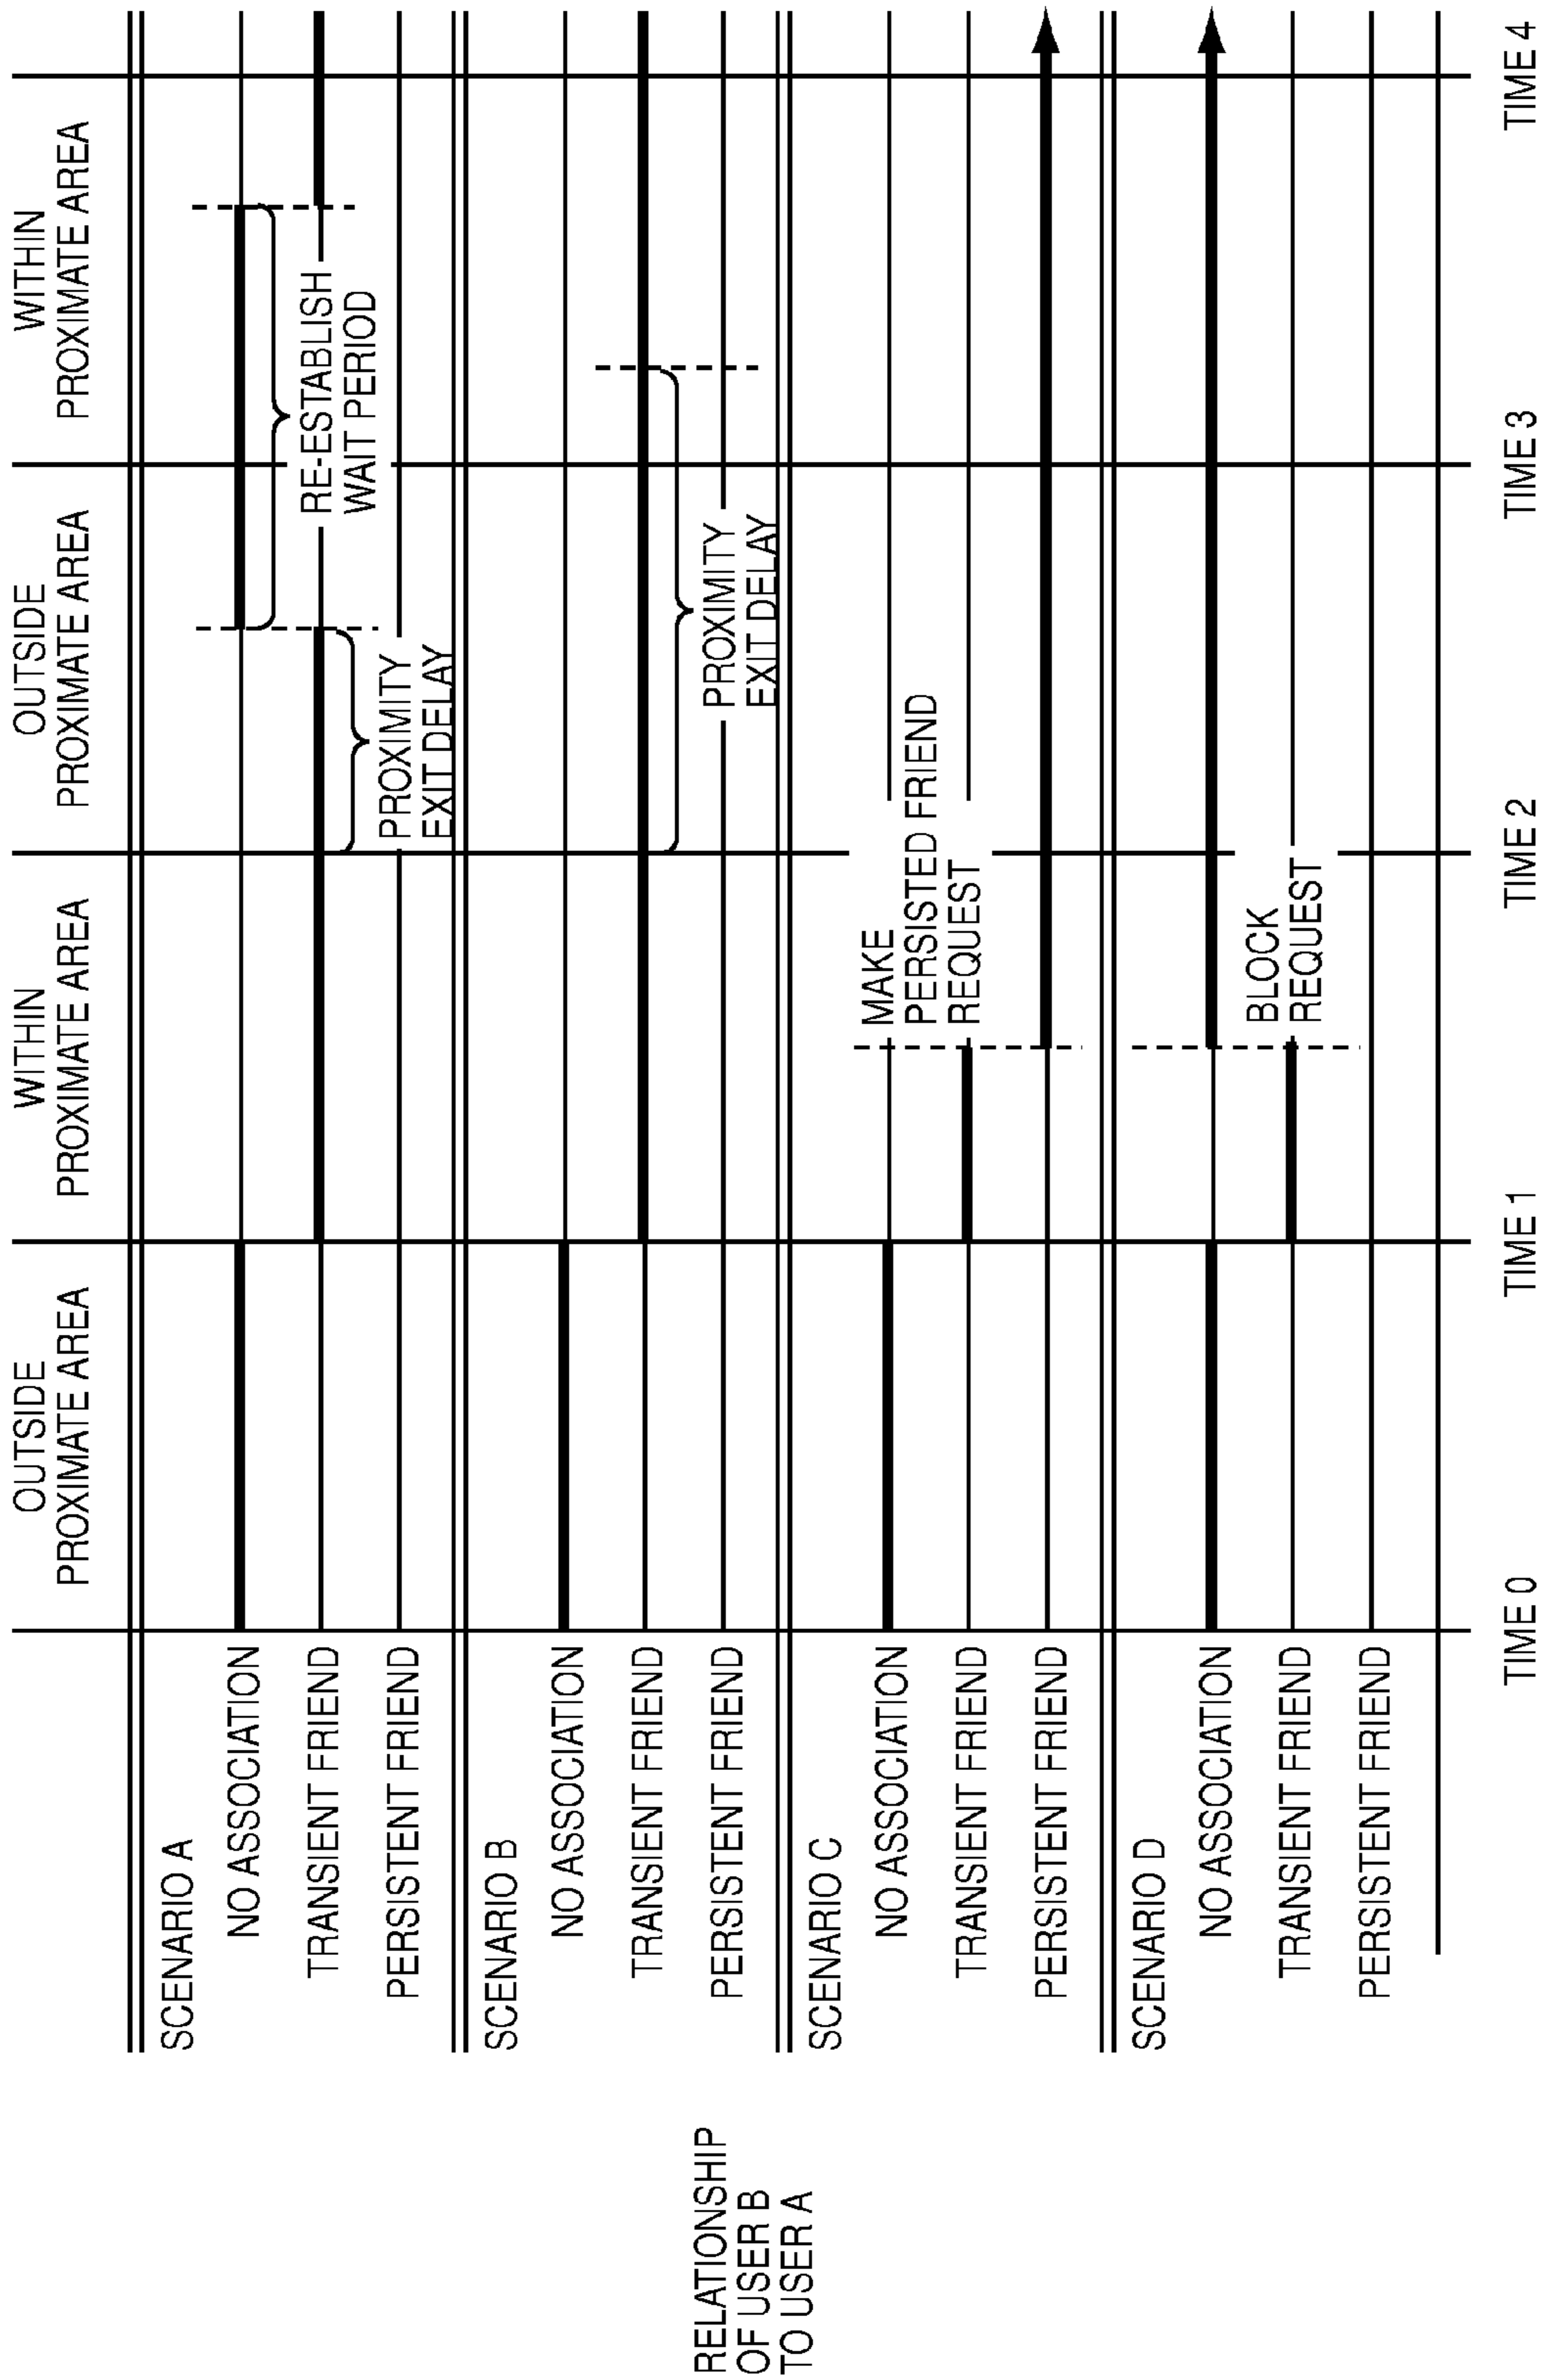 OUTSIDE
PROXIMATE AREA
WITHIN
PROXIMATE AREA
OUTSIDE
PROXIMATE AREA
WITHIN
PROXIMATE AREA
RELATIONSHIP
OF USER B
TO USER A
SCENARIO A
NO ASSOCIATION
TRANSIENT FRIEND
PERSISTENT FRIEND
PROXIMITY
EXIT DELAY
RE-ESTABLISH
WAIT PERIOD
SCENARIO B
NO ASSOCIATION
TRANSIENT FRIEND
PERSISTENT FRIEND
PROXIMITY
EXIT DELAY
SCENARIO C
NO ASSOCIATION
TRANSIENT FRIEND
PERSISTENT FRIEND
MAKE
PERSISTED FRIEND
REQUEST
SCENARIO D
NO ASSOCIATION
TRANSIENT FRIEND
PERSISTENT FRIEND
BLOCK
REQUEST
TIME 0
TIME 1
TIME 2
TIME 3
TIME 4